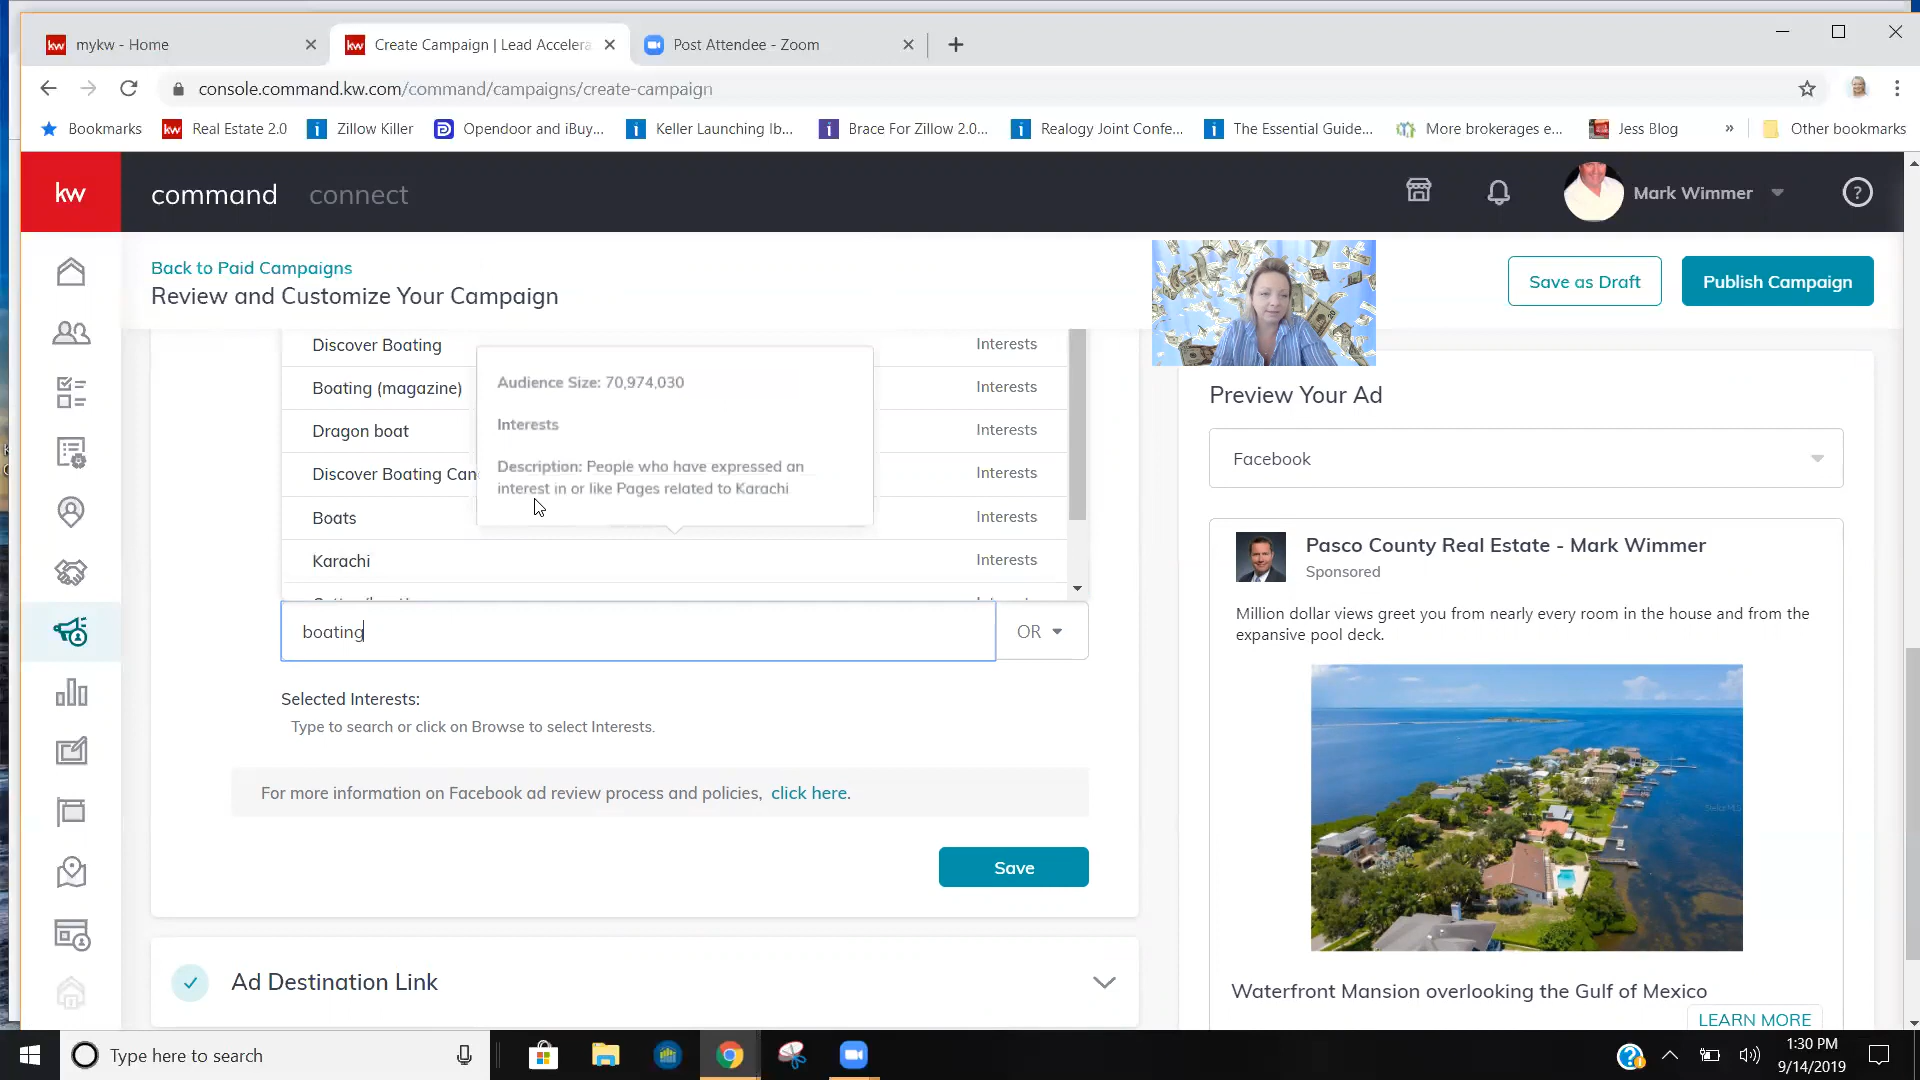 mykw - Home
Create Campaign | Lead Accelera
Post Attendee - Zoom
console.command.kw.com/command/campaigns/create-campaign
Bookmarks
kw
Real Estate 2.0
Zillow Killer
Opendoor and iBuy...
Keller Launching Ib...
Brace For Zillow 2.0...
Realogy Joint Confe...
The Essential Guide...
More brokerages e...
Jess Blog
»
Other bookmarks
kw
command
connect
Mark Wimmer
Back to Paid Campaigns
Review and Customize Your Campaign
Save as Draft
Publish Campaign
Discover Boating
Interests
Boating (magazine)
Interests
Dragon boat
Interests
Discover Boating Can
Interests
Boats
Interests
Karachi
Interests
Audience Size: 70,974,030
Interests
Description: People who have expressed an
interest in or like Pages related to Karachi
boating
OR
Selected Interests:
Type to search or click on Browse to select Interests.
For more information on Facebook ad review process and policies, click here.
Save
Ad Destination Link
Preview Your Ad
Facebook
Pasco County Real Estate - Mark Wimmer
Sponsored
Million dollar views greet you from nearly every room in the house and from the
expansive pool deck.
Waterfront Mansion overlooking the Gulf of Mexico
LEARN MORE
Type here to search
1:30 PM
9/14/2019